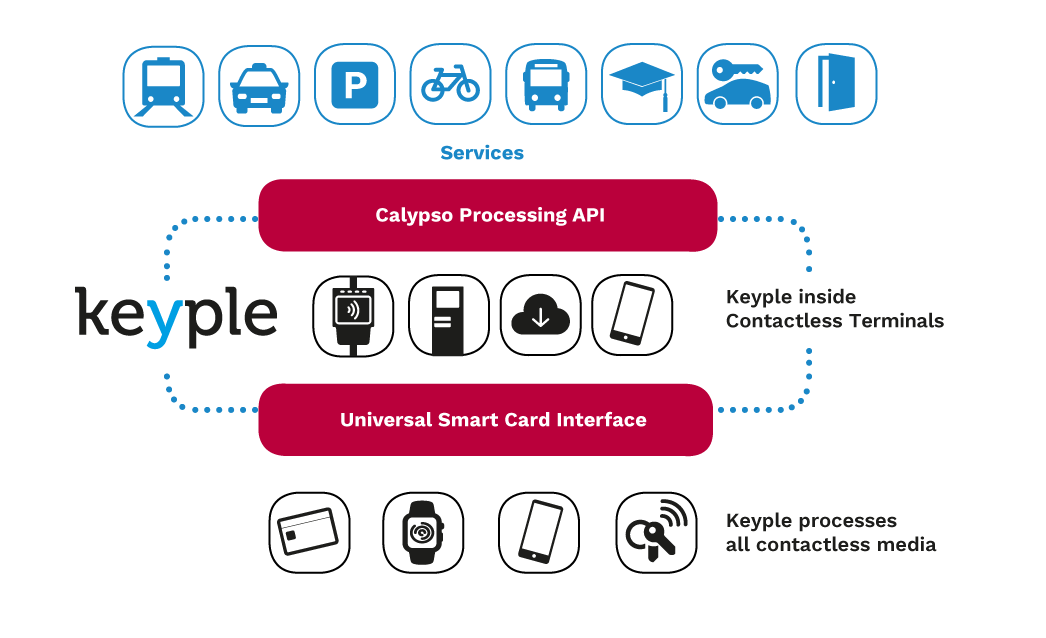 P
Services
Calypso Processing API
keyple
Keyple inside
Contactless Terminals
Universal Smart Card Interface
Keyple processes
all contactless media